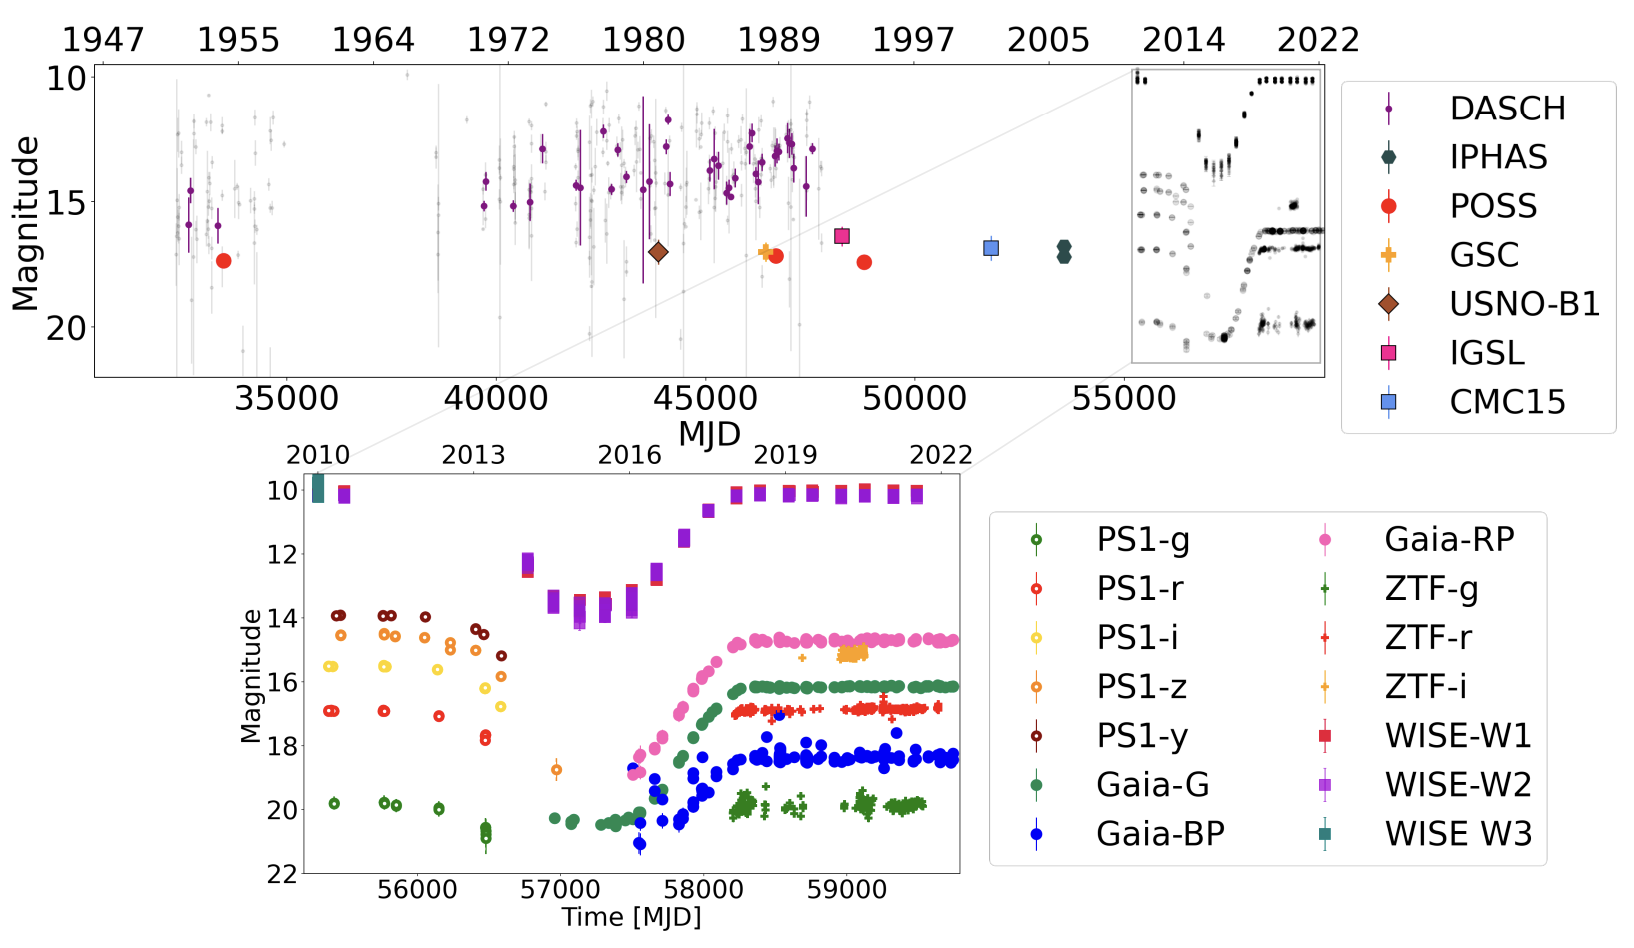 1947 1955 1964 1972 1980 1989 1997 2005 2014 2022
10
15
20
Magnitude
35000 40000 45000 50000 55000
MJD
DASCH
IPHAS
POSS
GSC
USNO-B1
IGSL
CMC15
2010 2013 2016 2019 2022
10
12
14
16
18
20
22
Magnitude
56000 57000 58000 59000
Time [MJD]
PS1-g
PS1-r
PS1-i
PS1-z
PS1-y
Gaia-G
Gaia-BP
Gaia-RP
ZTF-g
ZTF-r
ZTF-i
WISE-W1
WISE-W2
WISE W3